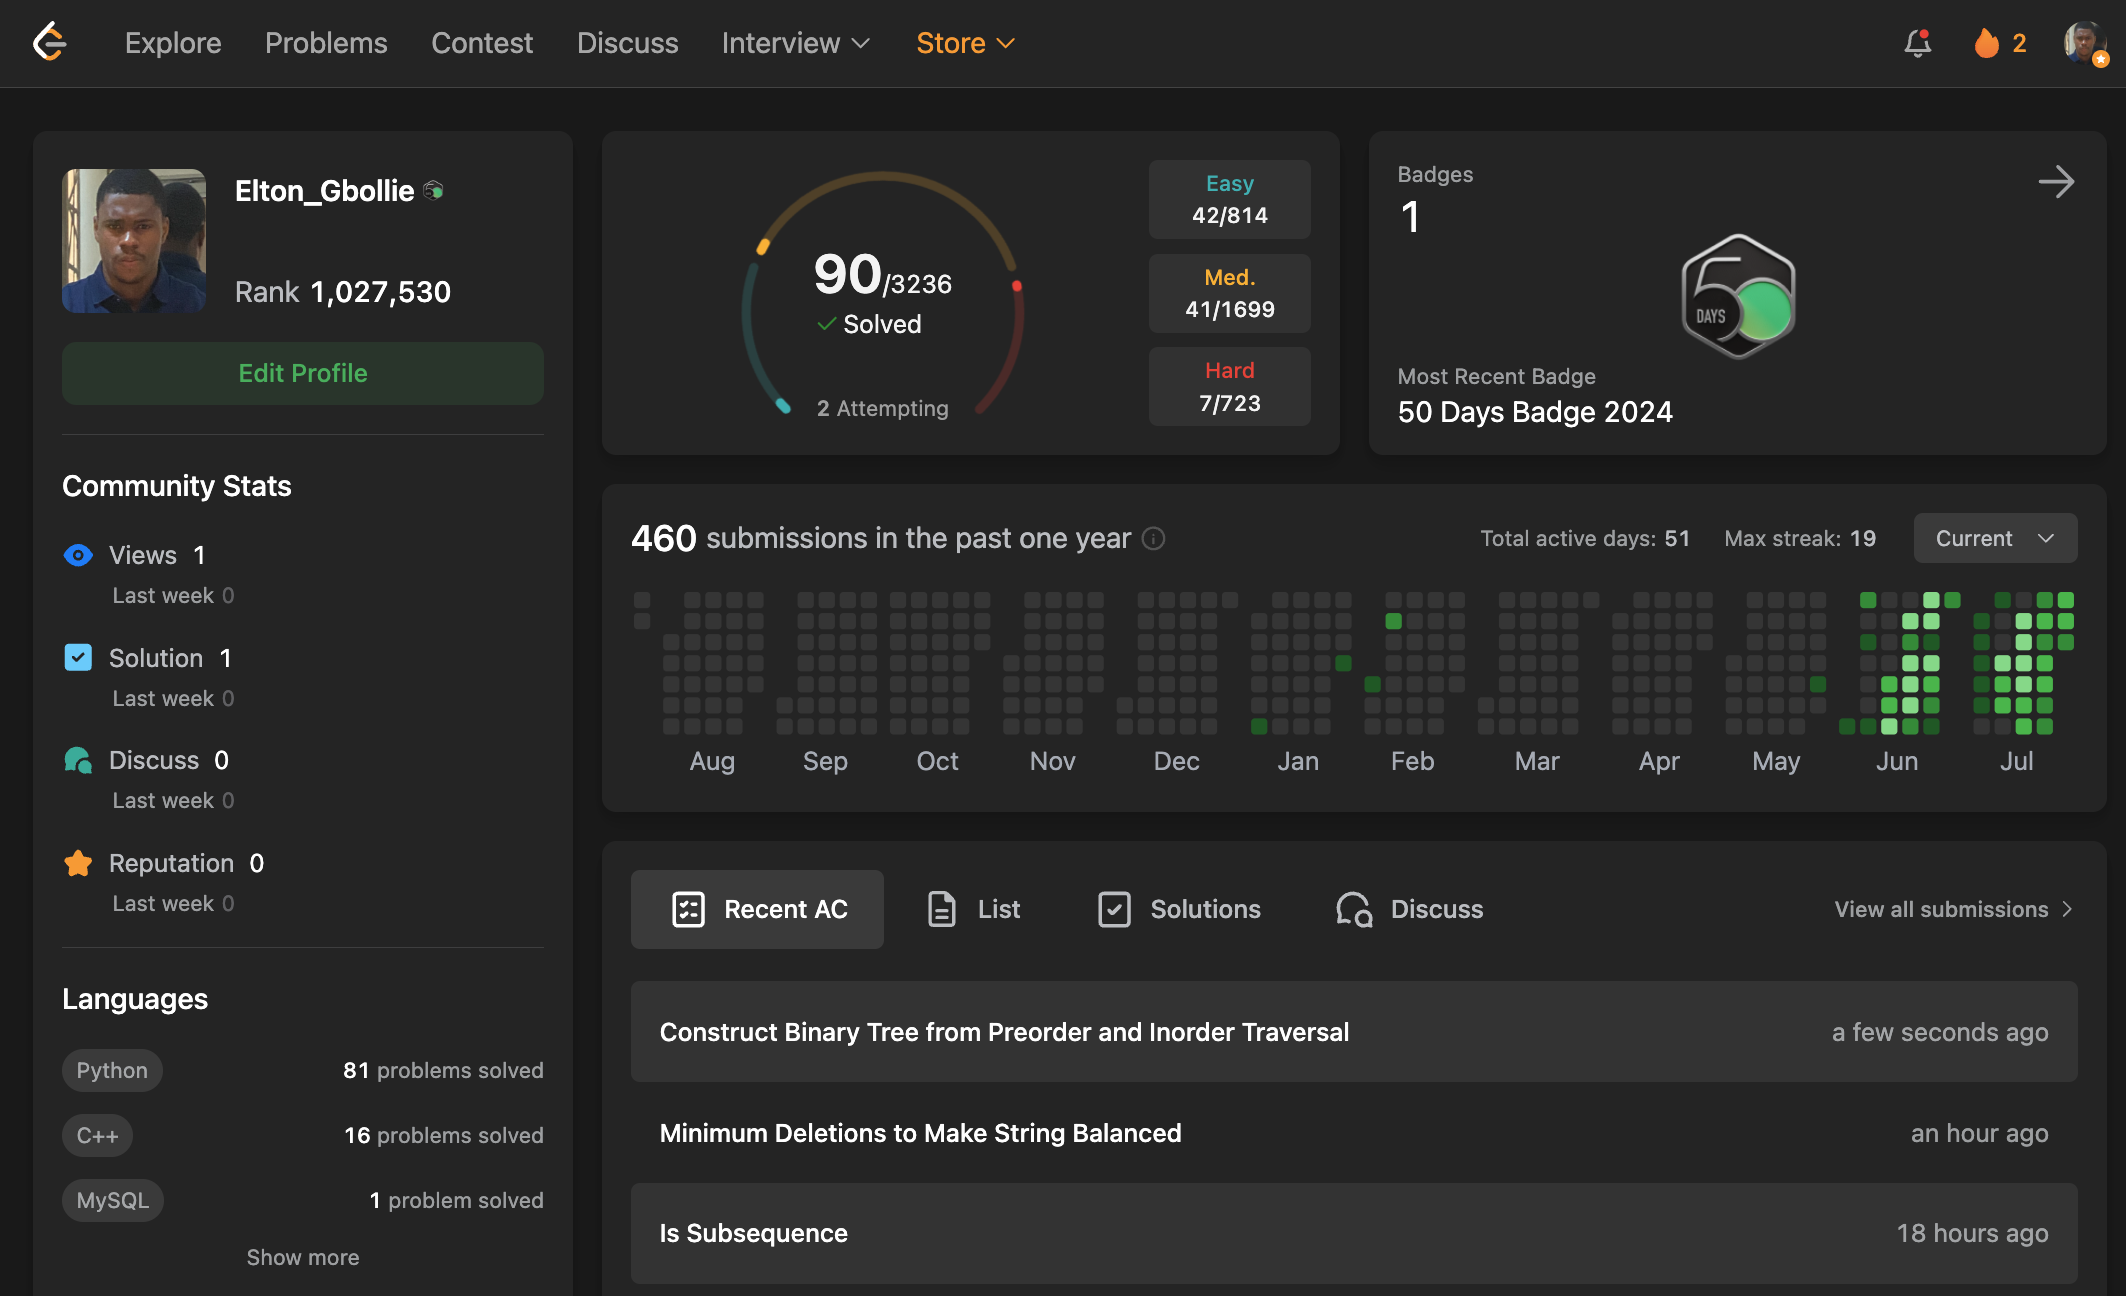 Explore Problems Contest Discuss Interview Store 2
Elton_Gbollie
Rank 1,027,530
Edit Profile
Community Stats
Views 1
Last week 0
Solution 1
Last week 0
Discuss 0
Last week 0
Reputation 0
Last week 0
Languages
Python 81 problems solved
C++ 16 problems solved
MySQL 1 problem solved
Show more
90/3236
Solved
2 Attempting
Easy
42/814
Med.
41/1699
Hard
7/723
Badges
1
50
DAYS
Most Recent Badge
50 Days Badge 2024
460 submissions in the past one year Total active days: 51 Max streak: 19 Current
Aug Sep Oct Nov Dec Jan Feb Mar Apr May Jun Jul
Recent AC List Solutions Discuss View all submissions
Construct Binary Tree from Preorder and Inorder Traversal a few seconds ago
Minimum Deletions to Make String Balanced an hour ago
Is Subsequence 18 hours ago